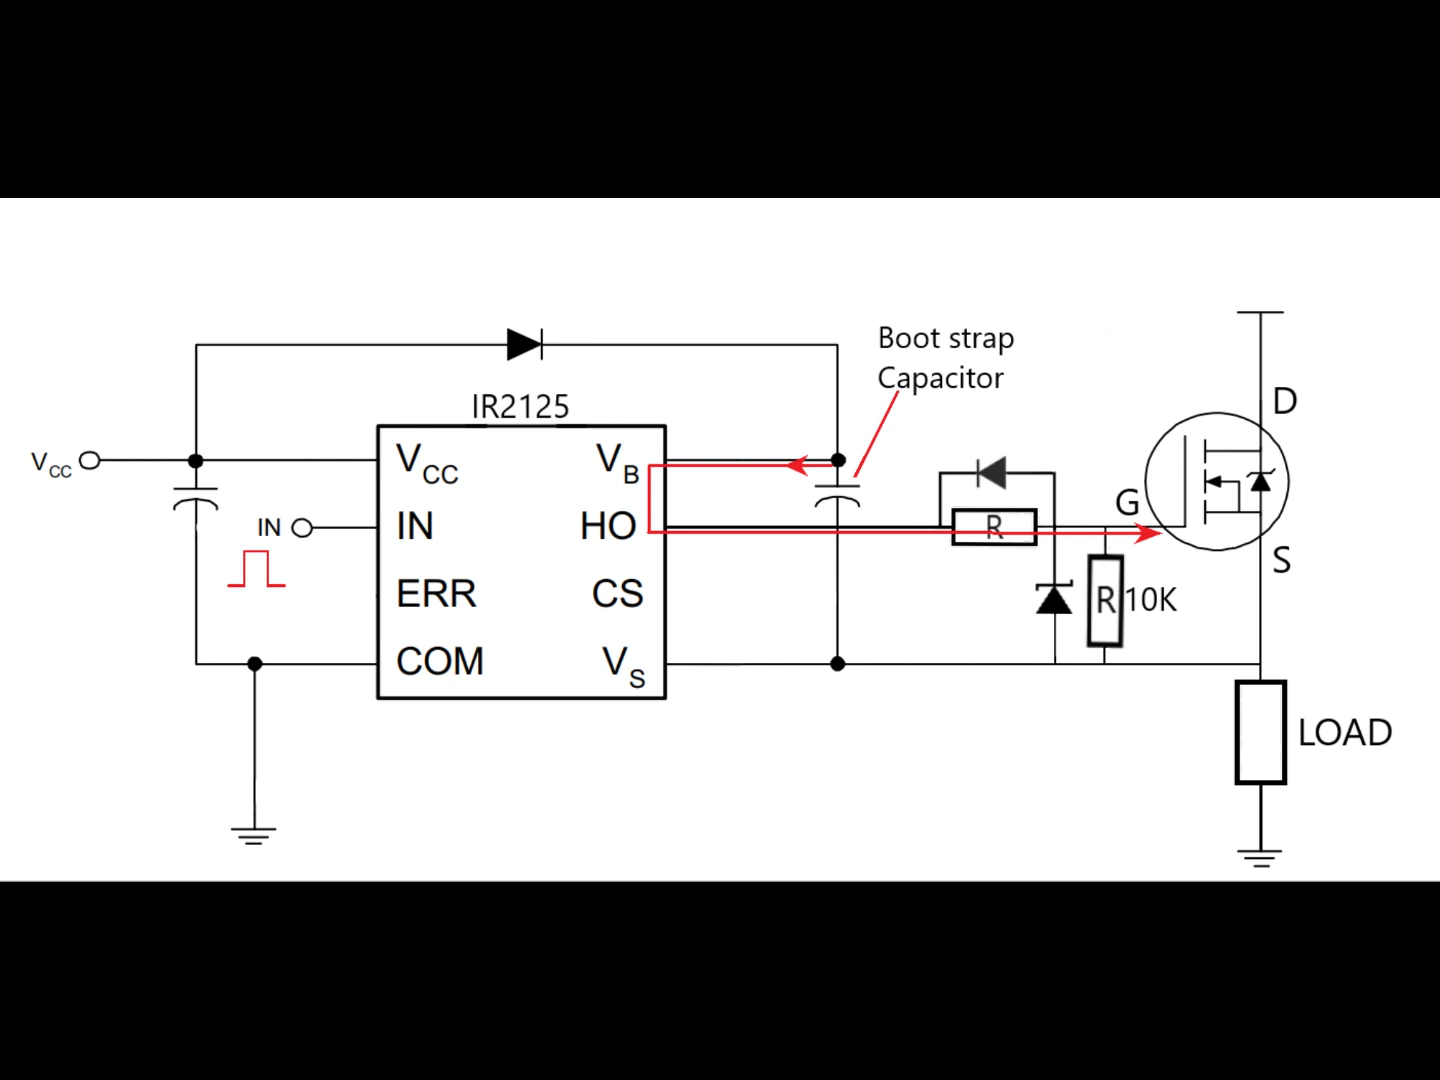 Boot strap
Capacitor
IR2125
D
VCC
VCC
VB
G
IN
IN
HO
R
S
ERR
CS
R
10K
COM
VS
LOAD